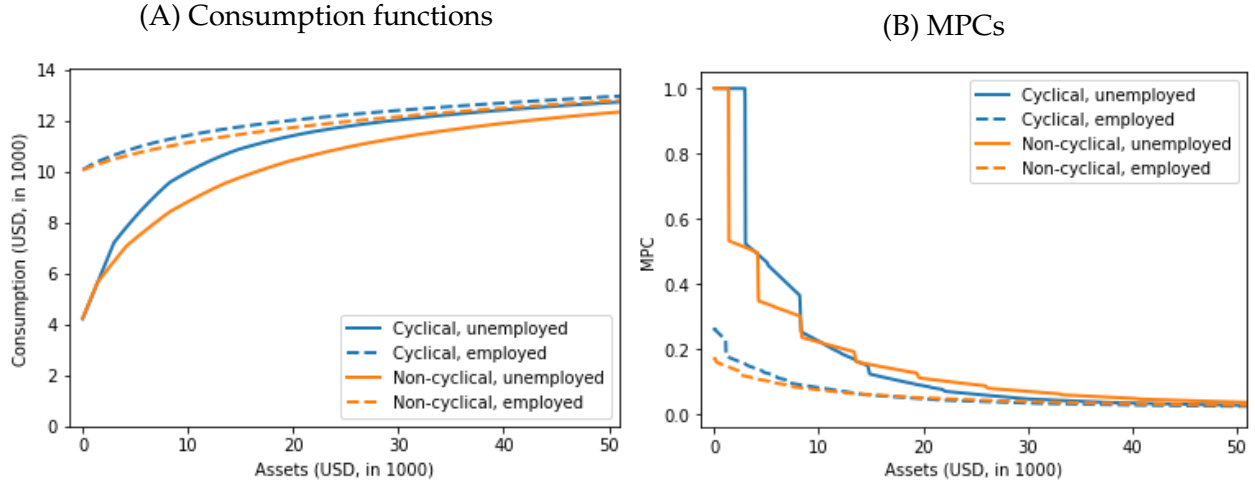 (A) Consumption functions
14
12
10
8
6
4
2
0
Consumption (USD, in 1000)
Cyclical, unemployed
Cyclical, employed
Non-cyclical, unemployed
Non-cyclical, employed
0 10 20 30 40 50
Assets (USD, in 1000)
(B) MPCs
1.0
0.8
0.6
0.4
0.2
0.0
MPC
Cyclical, unemployed
Cyclical, employed
Non-cyclical, unemployed
Non-cyclical, employed
0 10 20 30 40 50
Assets (USD, in 1000)